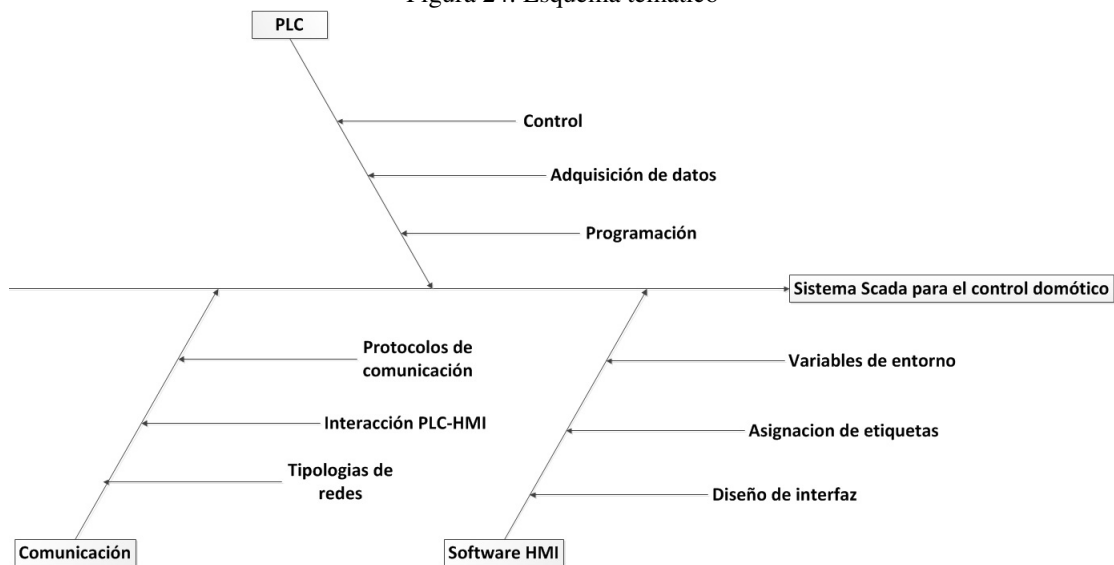 Figura 24. Esquema temático
PLC
Control
Adquisición de datos
Programación
Sistema Scada para el control domótico
Protocolos de
comunicación
Interacción PLC-HMI
Tipologias de
redes
Comunicación
Variables de entorno
Asignacion de etiquetas
Diseño de interfaz
Software HMI